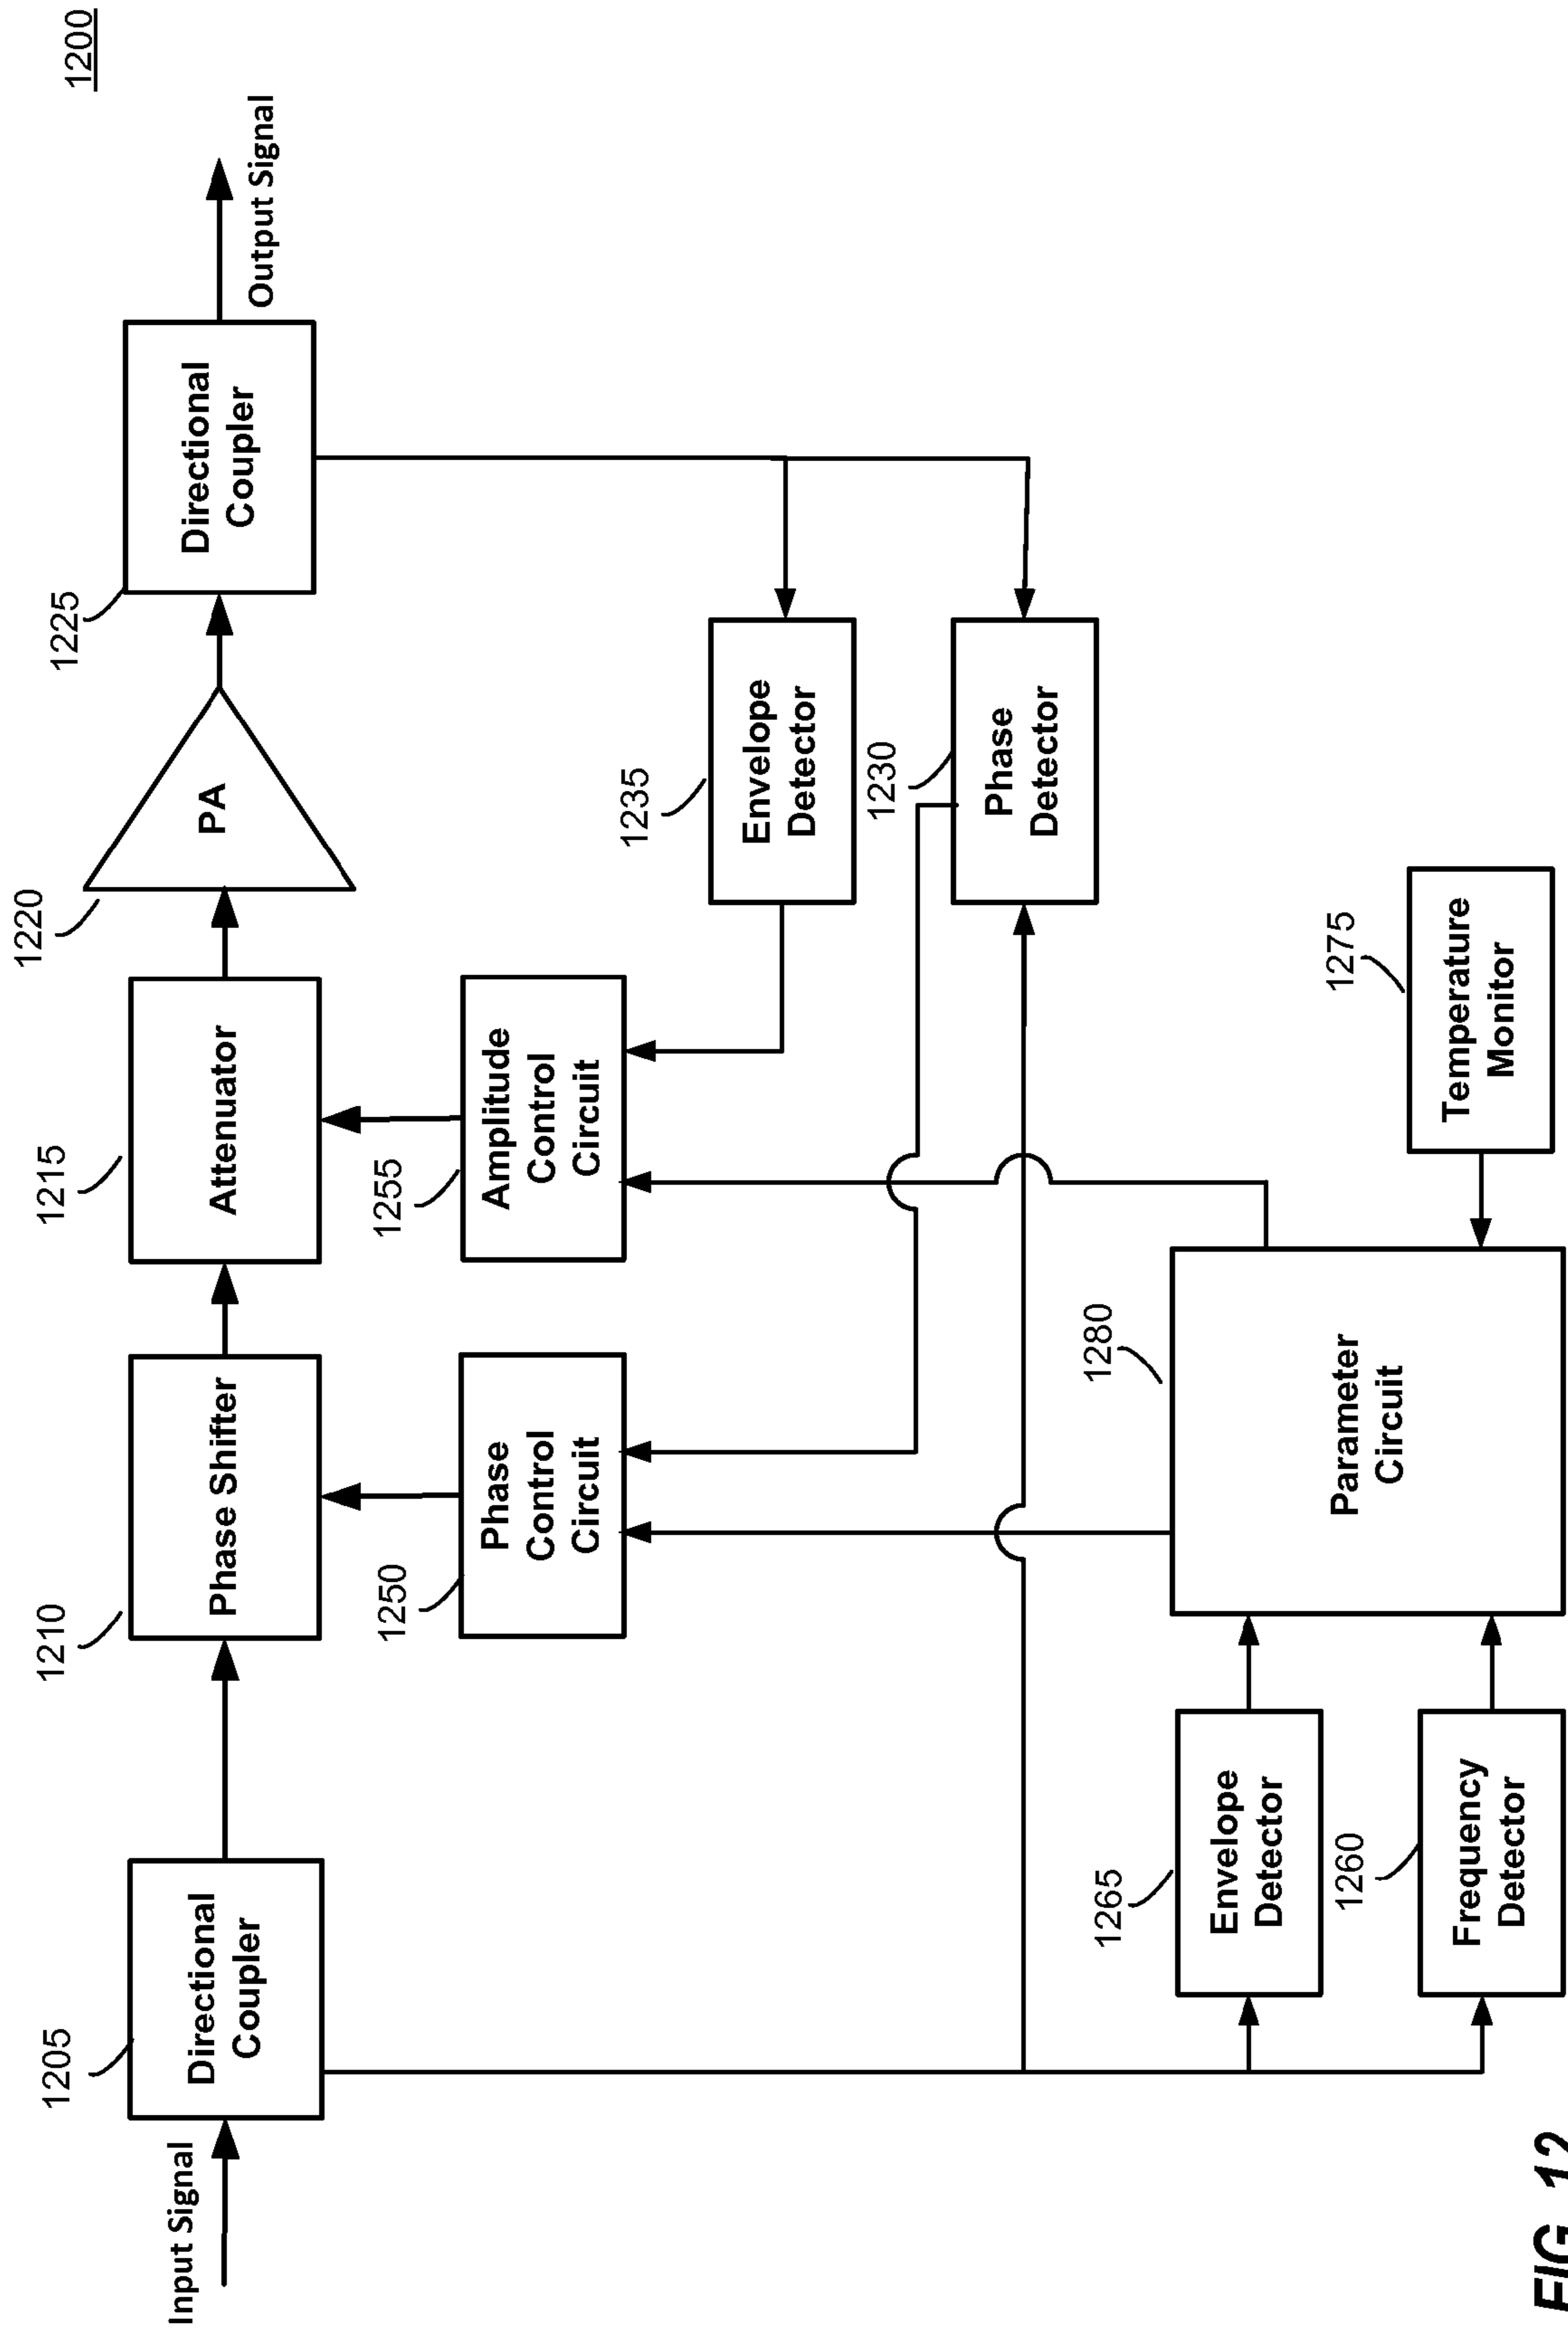 1200
Input Signal
1205
Directional
Coupler
1210
Phase Shifter
1215
Attenuator
1220
PA
1225
Directional
Coupler
Output Signal
1250
Phase
Control
Circuit
1255
Amplitude
Control
Circuit
1235
Envelope
Detector
1230
Phase
Detector
1265
Envelope
Detector
1260
Frequency
Detector
1280
Parameter
Circuit
1275
Temperature
Monitor
FIG. 12